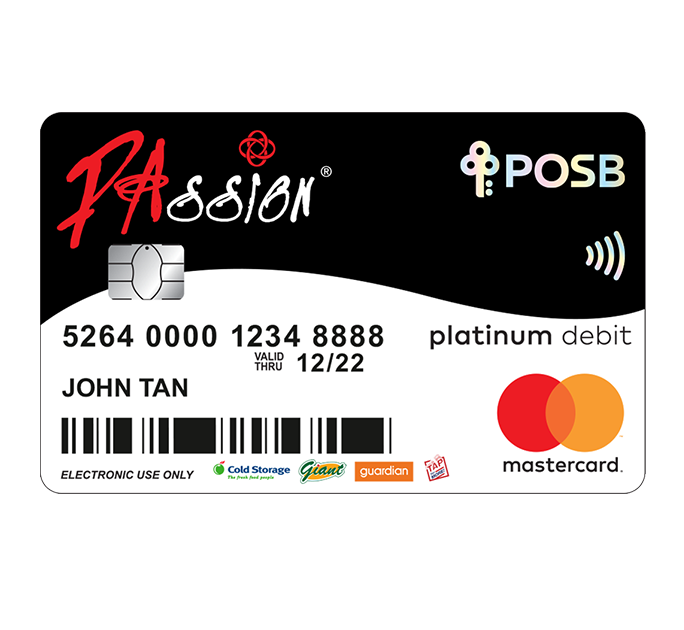 PAssion®
POSB
5264 0000 1234 8888
platinum debit
VALID THRU 12/22
JOHN TAN
mastercard.
ELECTRONIC USE ONLY
Cold Storage
The fresh food people
Giant
guardian
TAP